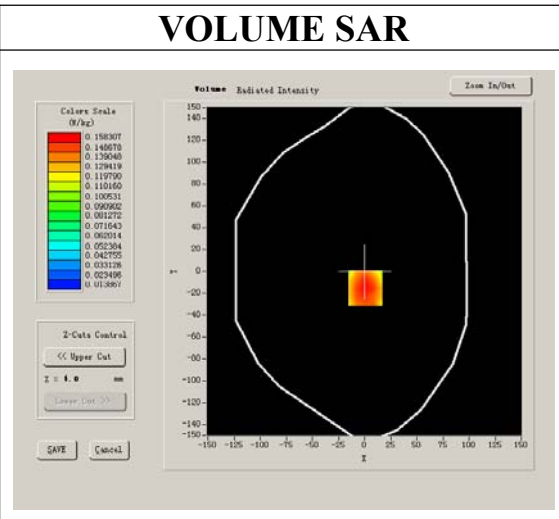 VOLUME SAR
Volume Radiated Intensity
Zoom In/Out
Colors Scale
(W/kg)
0.158307
0.148678
0.139048
0.129419
0.119790
0.110160
0.100531
0.090902
0.081272
0.071643
0.062014
0.052384
0.042755
0.033126
0.023496
0.013867
Z-Cuts Control
<< Upper Cut
Z = 4.0 mm
Lower Cut >>
SAVE Cancel
150
140
120
100
80
60
40
20
0
-20
-40
-60
-80
-100
-120
-140
-150
-150 -125 -100 -75 -50 -25 0 25 50 75 100 125 150
X